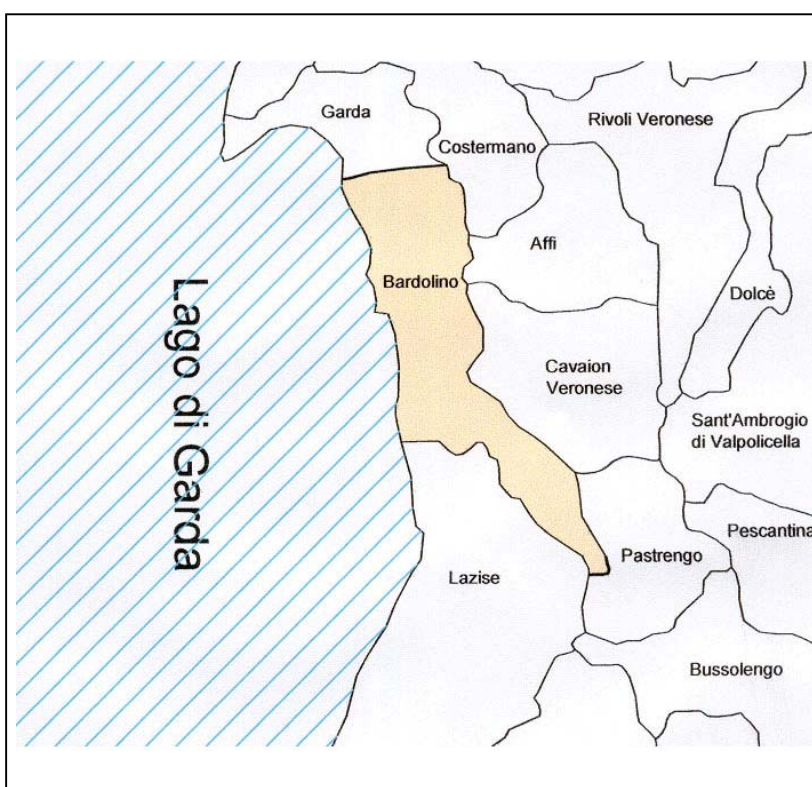 Garda
Costermano
Rivoli Veronese
Affi
Bardolino
Dolcè
Lago di Garda
Cavaion
Veronese
Sant'Ambrogio
di Valpolicella
Pescantina
Pastrengo
Lazise
Bussolengo